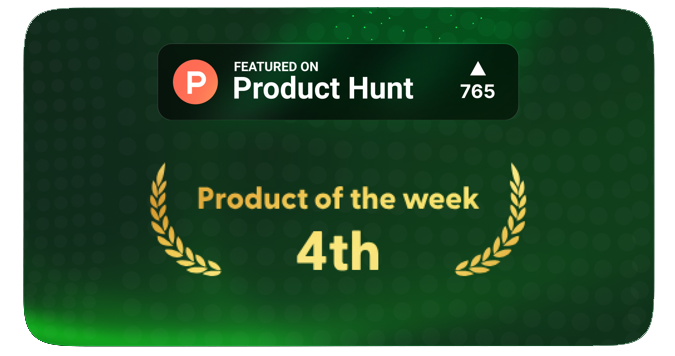 P
FEATURED ON
Product Hunt
▲
765
Product of the week
4th